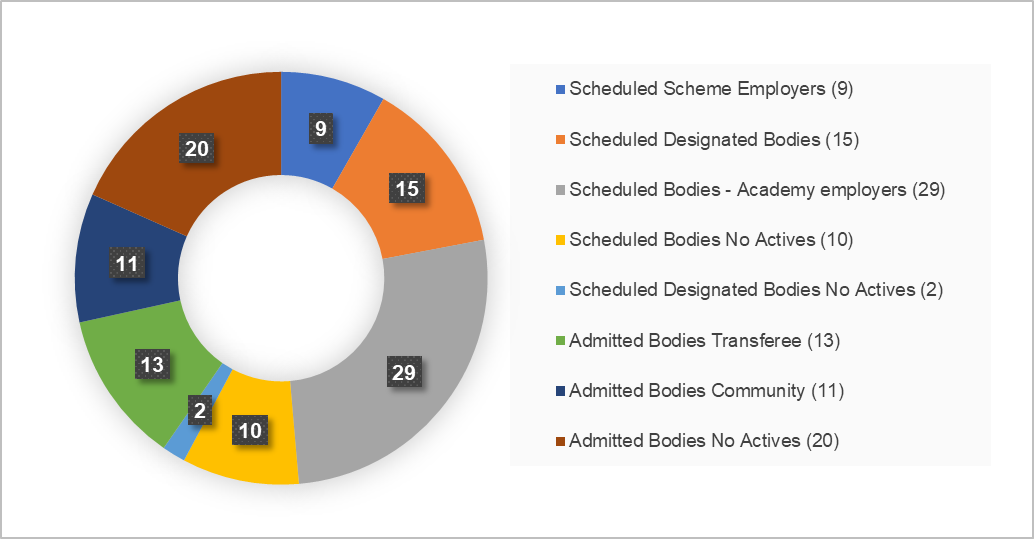 9
15
29
10
2
13
11
20
Scheduled Scheme Employers (9)
Scheduled Designated Bodies (15)
Scheduled Bodies - Academy employers (29)
Scheduled Bodies No Actives (10)
Scheduled Designated Bodies No Actives (2)
Admitted Bodies Transferee (13)
Admitted Bodies Community (11)
Admitted Bodies No Actives (20)